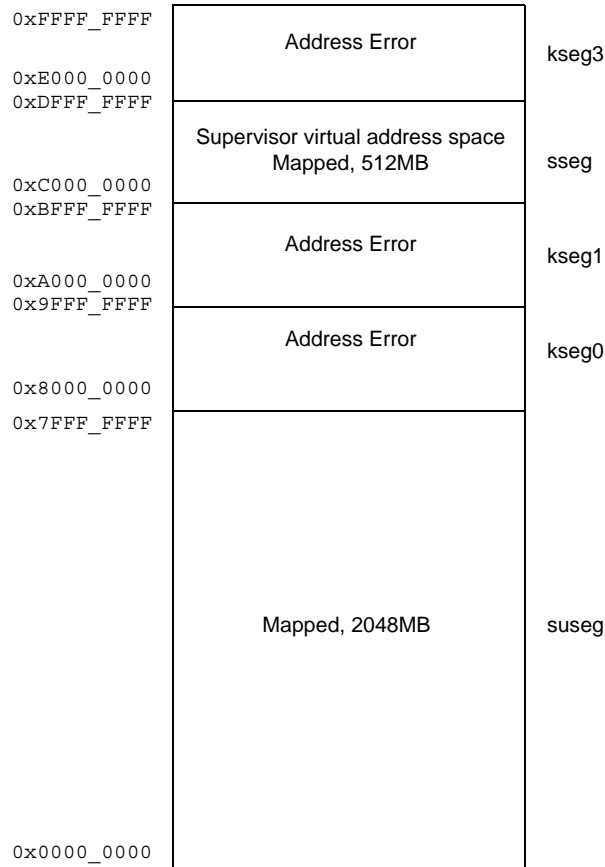 0xFFFF_FFFF
Address Error
kseg3
0xE000_0000
0xDFFF_FFFF
Supervisor virtual address space
Mapped, 512MB
sseg
0xC000_0000
0xBFFF_FFFF
Address Error
kseg1
0xA000_0000
0x9FFF_FFFF
Address Error
kseg0
0x8000_0000
0x7FFF_FFFF
Mapped, 2048MB
suseg
0x0000_0000